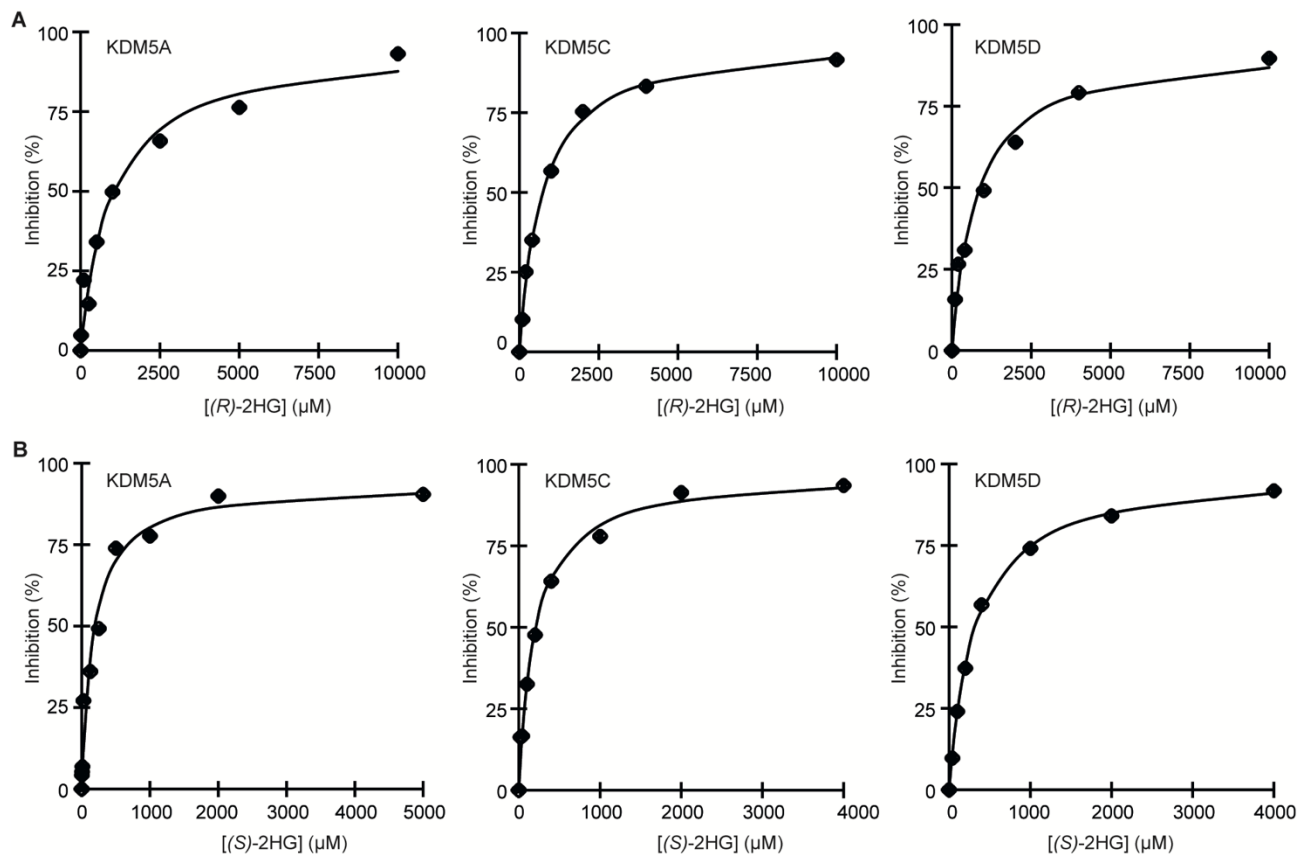 A
KDM5A
KDM5C
KDM5D
Inhibition (%)
100
75
50
25
0
0 2500 5000 7500 10000
[(R)-2HG] (µM)
Inhibition (%)
100
75
50
25
0
0 2500 5000 7500 10000
[(R)-2HG] (µM)
Inhibition (%)
100
75
50
25
0
0 2500 5000 7500 10000
[(R)-2HG] (µM)
B
KDM5A
KDM5C
KDM5D
Inhibition (%)
100
75
50
25
0
0 1000 2000 3000 4000 5000
[(S)-2HG] (µM)
Inhibition (%)
100
75
50
25
0
0 1000 2000 3000 4000
[(S)-2HG] (µM)
Inhibition (%)
100
75
50
25
0
0 1000 2000 3000 4000
[(S)-2HG] (µM)